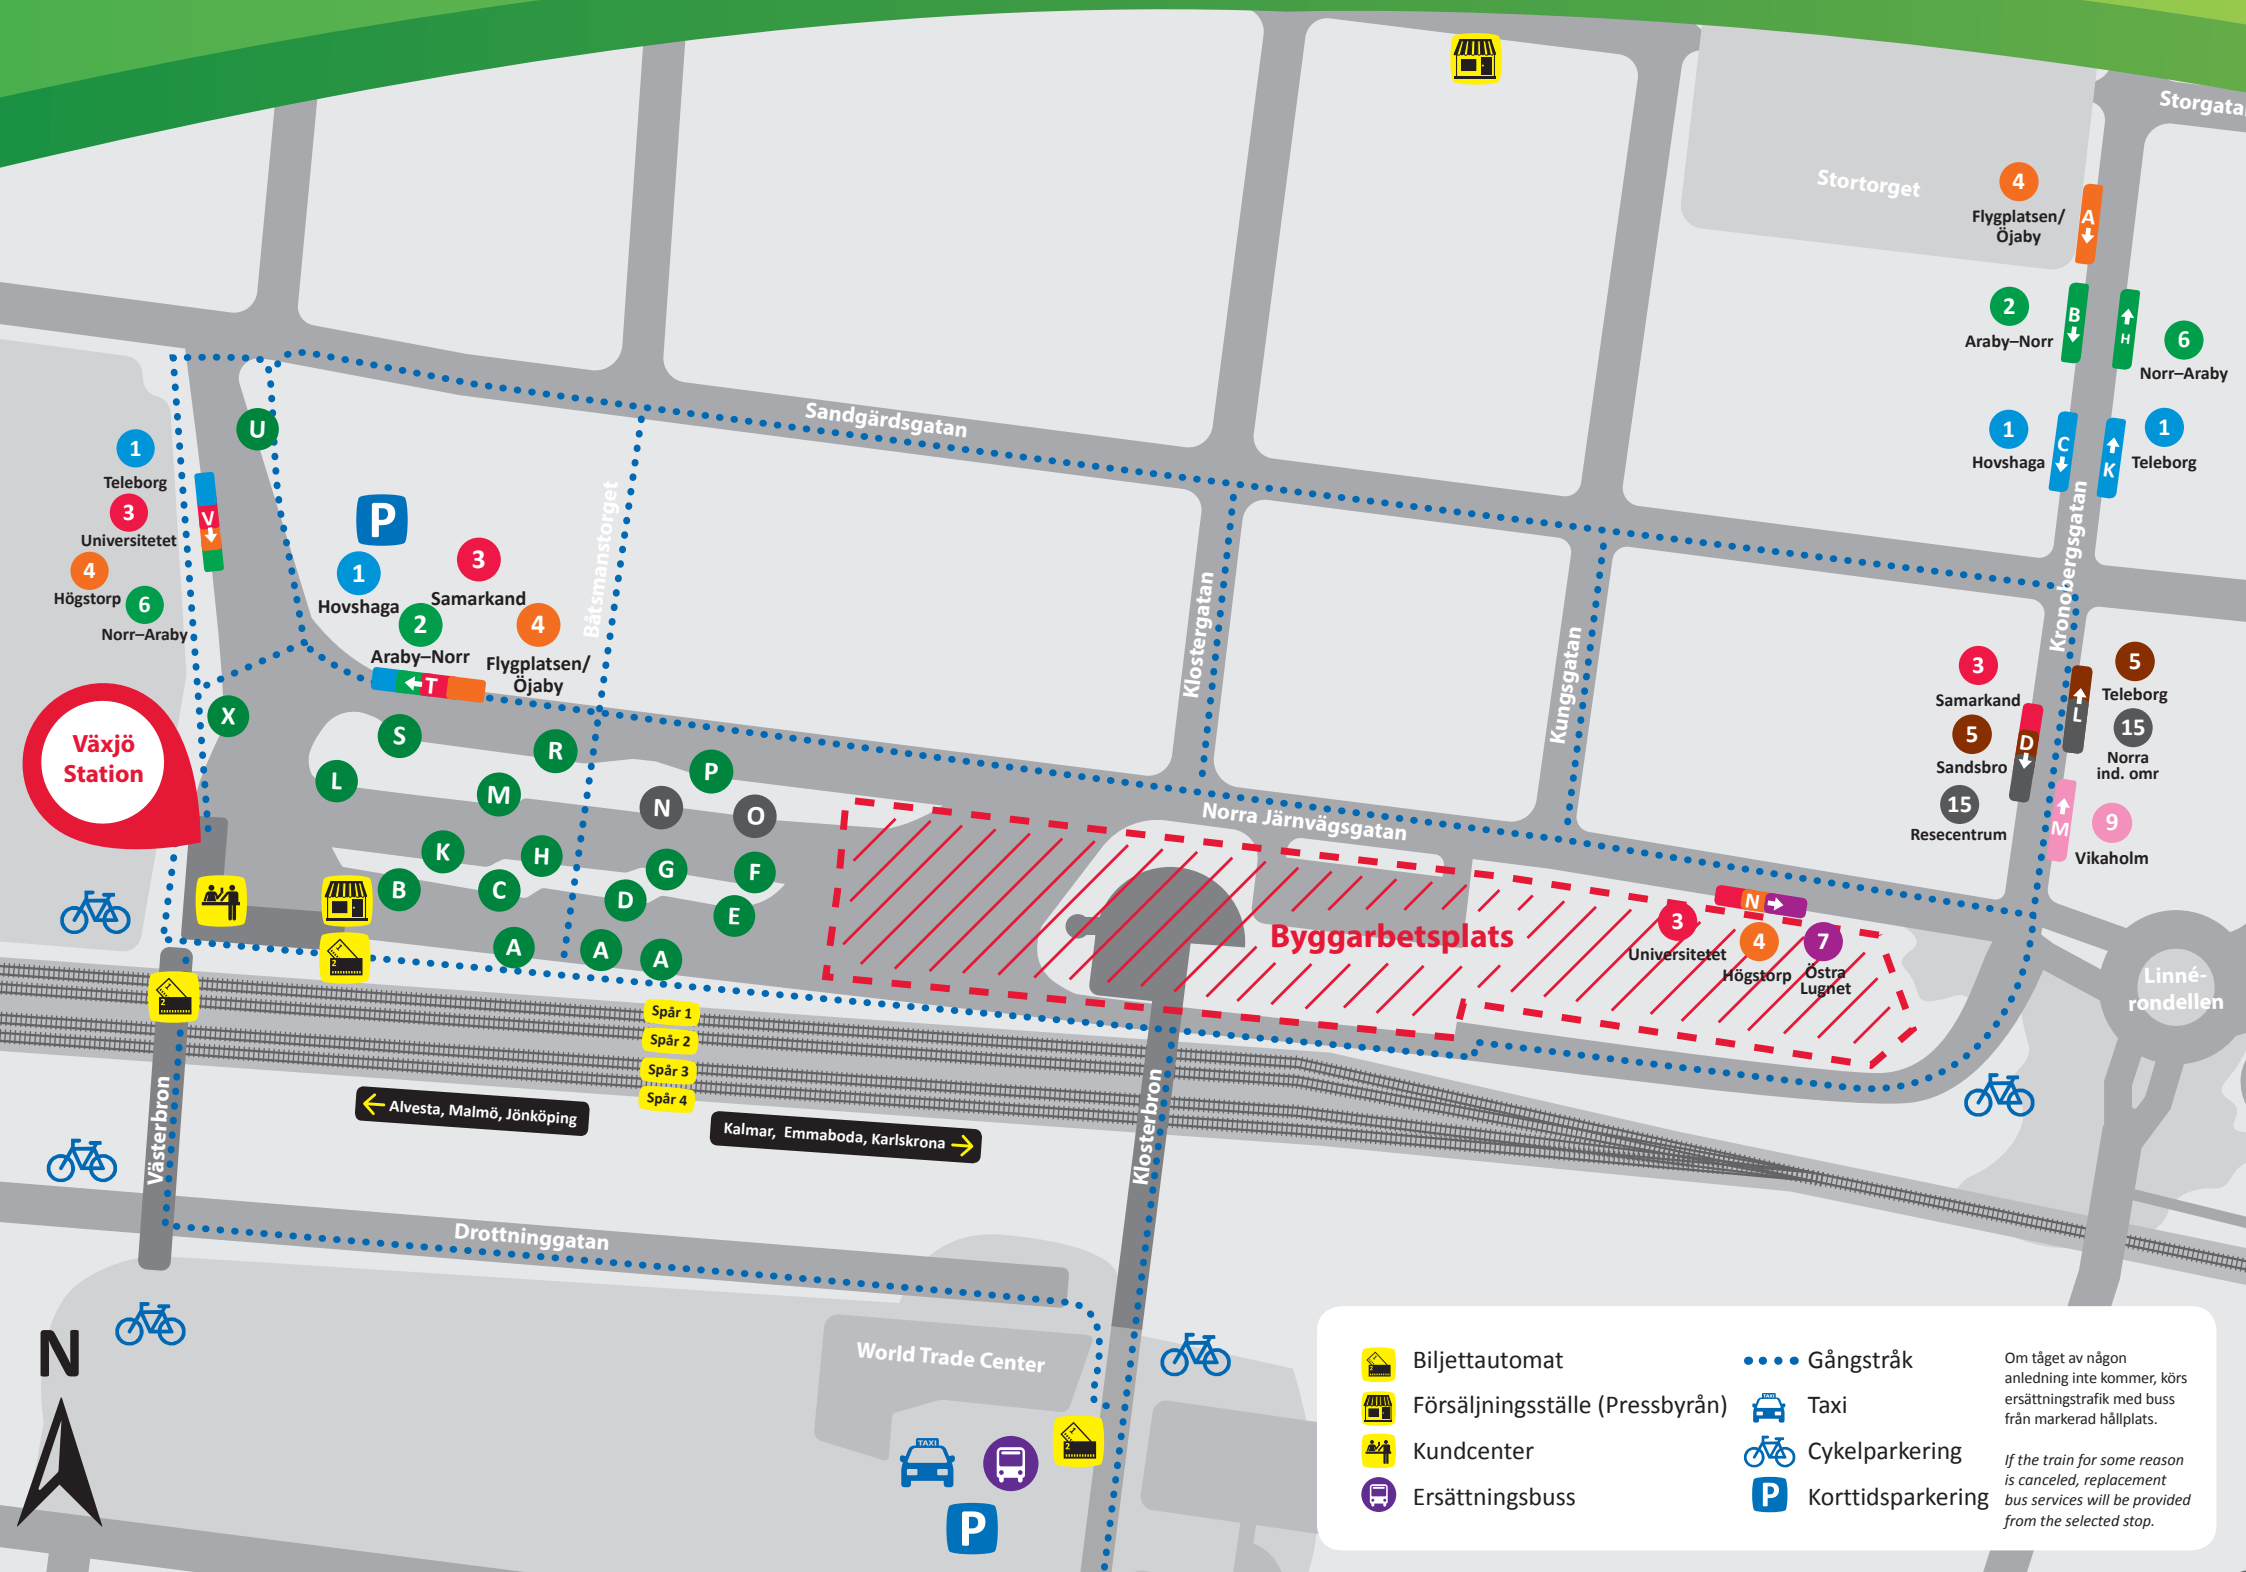 Storgata
Stortorget
4
Flygplatsen/
Öjaby
A
2
Araby–Norr
B
H
6
Norr–Araby
1
Hovshaga
C
K
1
Teleborg
Kronobergsgatan
Sandgärdsgatan
Båtsmanstorget
Klostergatan
Kungsgatan
U
1
Teleborg
3
Universitetet
4
Högstorp
6
Norr–Araby
V
P
1
Hovshaga
3
Samarkand
2
Araby–Norr
4
Flygplatsen/
Öjaby
T
Växjö
Station
X
S
R
P
L
M
N
O
K
H
G
F
B
C
D
E
A
A
A
Norra Järnvägsgatan
Byggarbetsplats
N
3
Universitetet
4
Högstorp
7
Östra
Lugnet
3
Samarkand
5
Sandsbro
15
Resecentrum
D
L
5
Teleborg
15
Norra
ind. omr
M
9
Vikaholm
Linné-
rondellen
Spår 1
Spår 2
Spår 3
Spår 4
Alvesta, Malmö, Jönköping
Kalmar, Emmaboda, Karlskrona
Västerbron
Klosterbron
Drottninggatan
World Trade Center
TAXI
P
N
Biljettautomat
Försäljningsställe (Pressbyrån)
Kundcenter
Ersättningsbuss
Gångstråk
Taxi
Cykelparkering
P
Korttidsparkering
Om tåget av någon
anledning inte kommer, körs
ersättningstrafik med buss
från markerad hållplats.
If the train for some reason
is canceled, replacement
bus services will be provided
from the selected stop.